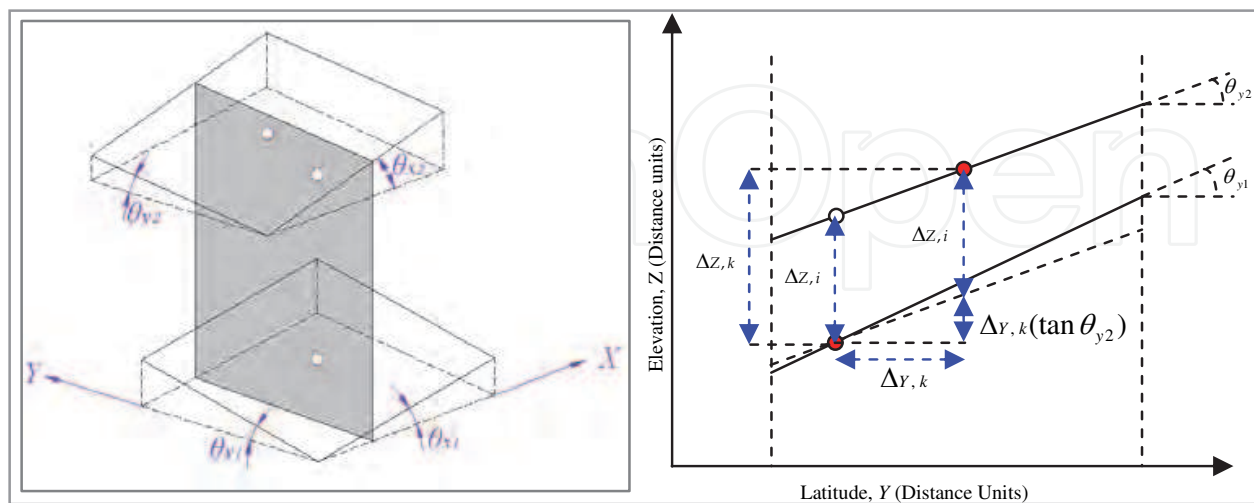 θy2
θx2
Y
X
θy1
θx1
Elevation, Z (Distance units)
θy2
θy1
ΔZ,k
ΔZ,i
ΔZ,i
ΔY,k(tan θy2)
ΔY,k
Latitude, Y (Distance Units)
Open